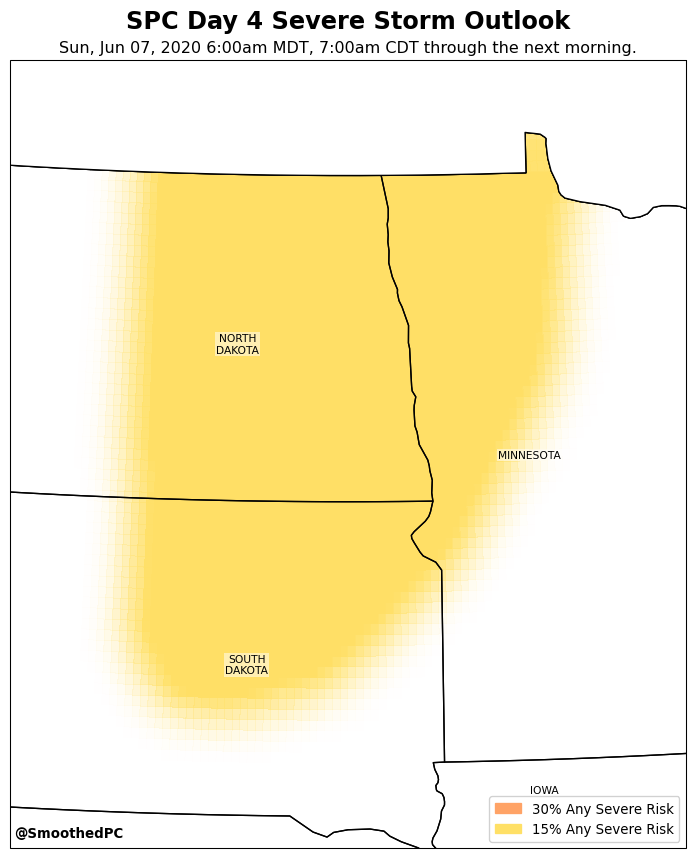 SPC Day 4 Severe Storm Outlook
Sun, Jun 07, 2020 6:00am MDT, 7:00am CDT through the next morning.
NORTH
DAKOTA
MINNESOTA
SOUTH
DAKOTA
IOWA
30% Any Severe Risk
15% Any Severe Risk
@SmoothedPC